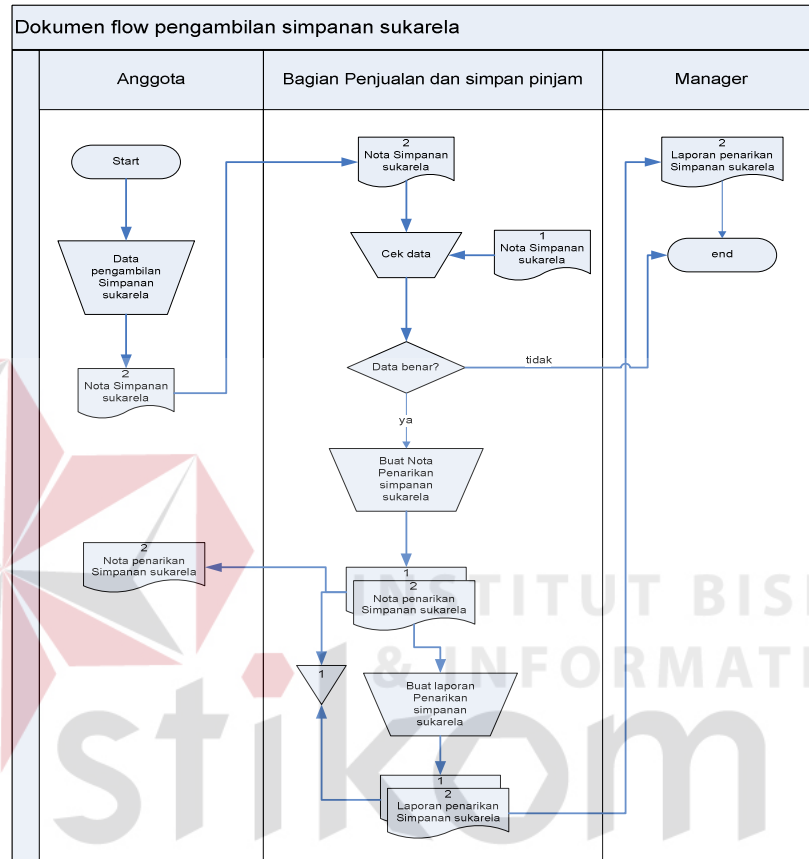 Dokumen flow pengambilan simpanan sukarela
Anggota
Bagian Penjualan dan simpan pinjam
Manager
Start
Data
pengambilan
Simpanan
sukarela
2
Nota Simpanan
sukarela
2
Nota penarikan
Simpanan sukarela
2
Nota Simpanan
sukarela
Cek data
1
Nota Simpanan
sukarela
Data benar?
tidak
ya
Buat Nota
Penarikan
simpanan
sukarela
1
2
Nota penarikan
Simpanan sukarela
1
Buat laporan
Penarikan
simpanan
sukarela
1
2
Laporan penarikan
Simpanan sukarela
2
Laporan penarikan
Simpanan sukarela
end
INSTITUT BISI
& INFORMATI
stikom